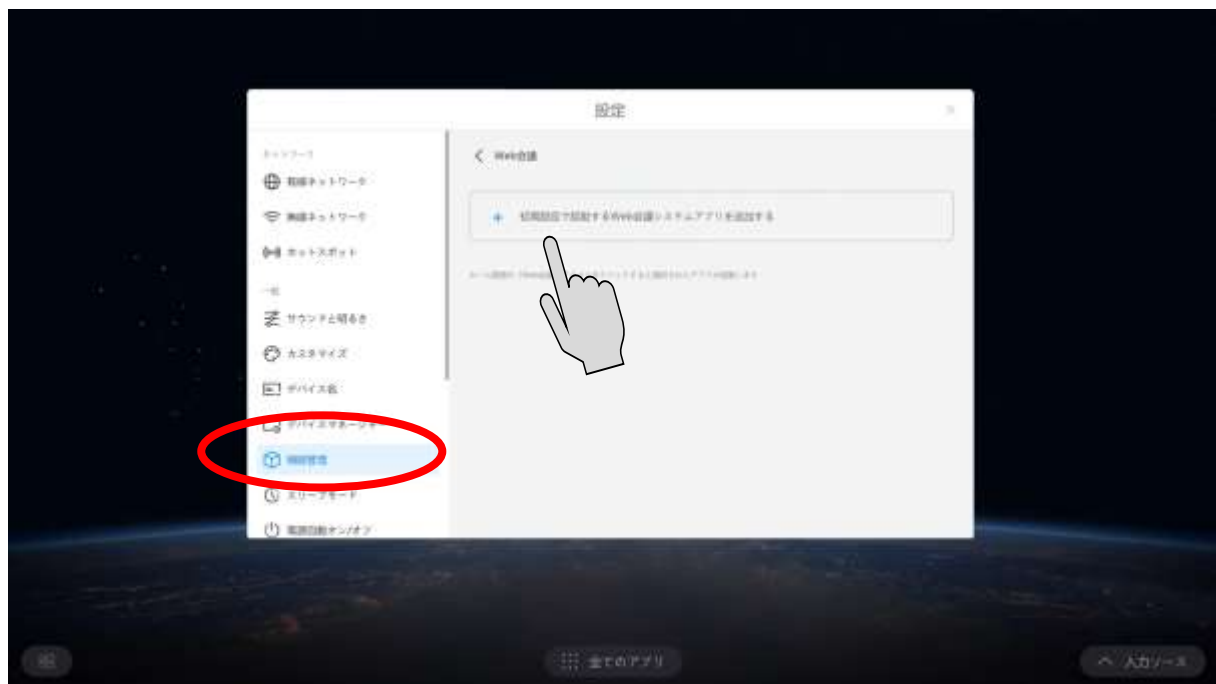 設定
ネットワーク
有線ネットワーク
無線ネットワーク
ホットスポット
一般
サウンドと明るさ
カスタマイズ
デバイス名
デバイスマネージャ
機能管理
スリープモード
電源自動オン/オフ
Web会議
+ 初期設定で起動するWeb会議システムアプリを追加する
全てのアプリ
入力ソース